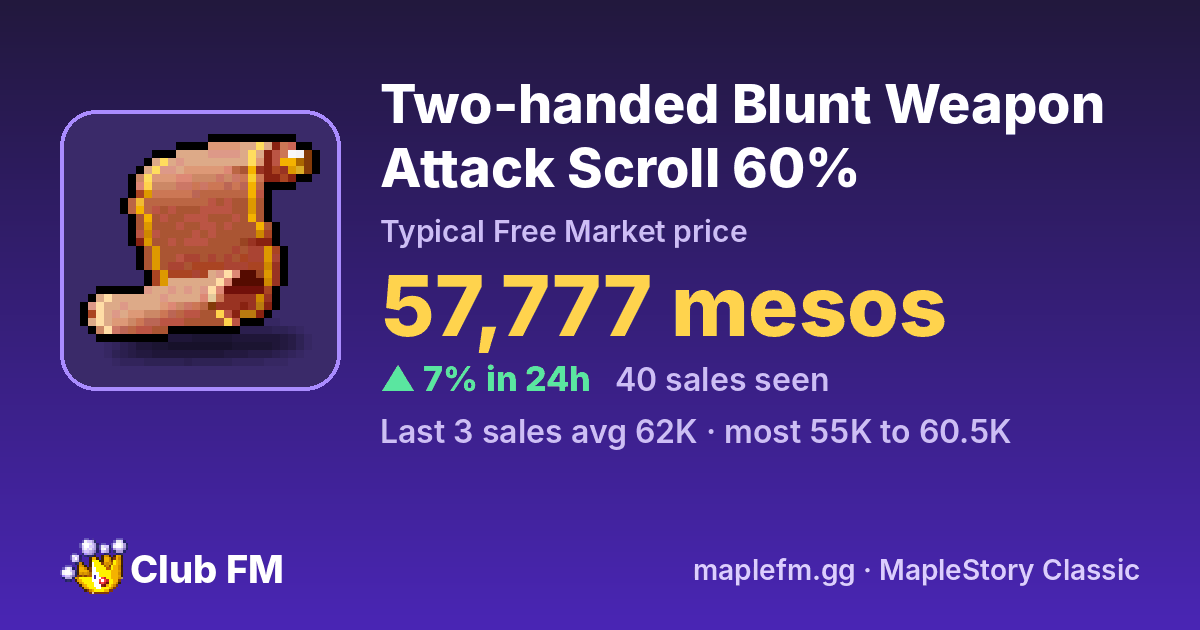 Two-handed Blunt Weapon
Attack Scroll 60%
Typical Free Market price
57,777 mesos
▲ 7% in 24h 40 sales seen
Last 3 sales avg 62K · most 55K to 60.5K
Club FM
maplefm.gg · MapleStory Classic